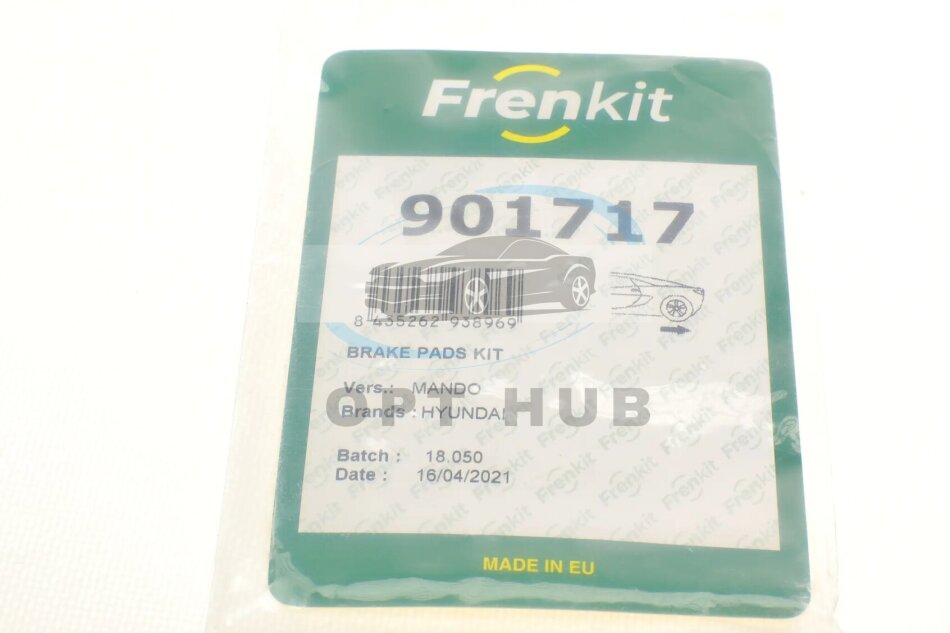 Frenkit
901717
8 435262 938969
BRAKE PADS KIT
Vers.: MANDO
OPT HUB
Brands : HYUNDAI
Batch : 18.050
Date : 16/04/2021
MADE IN EU